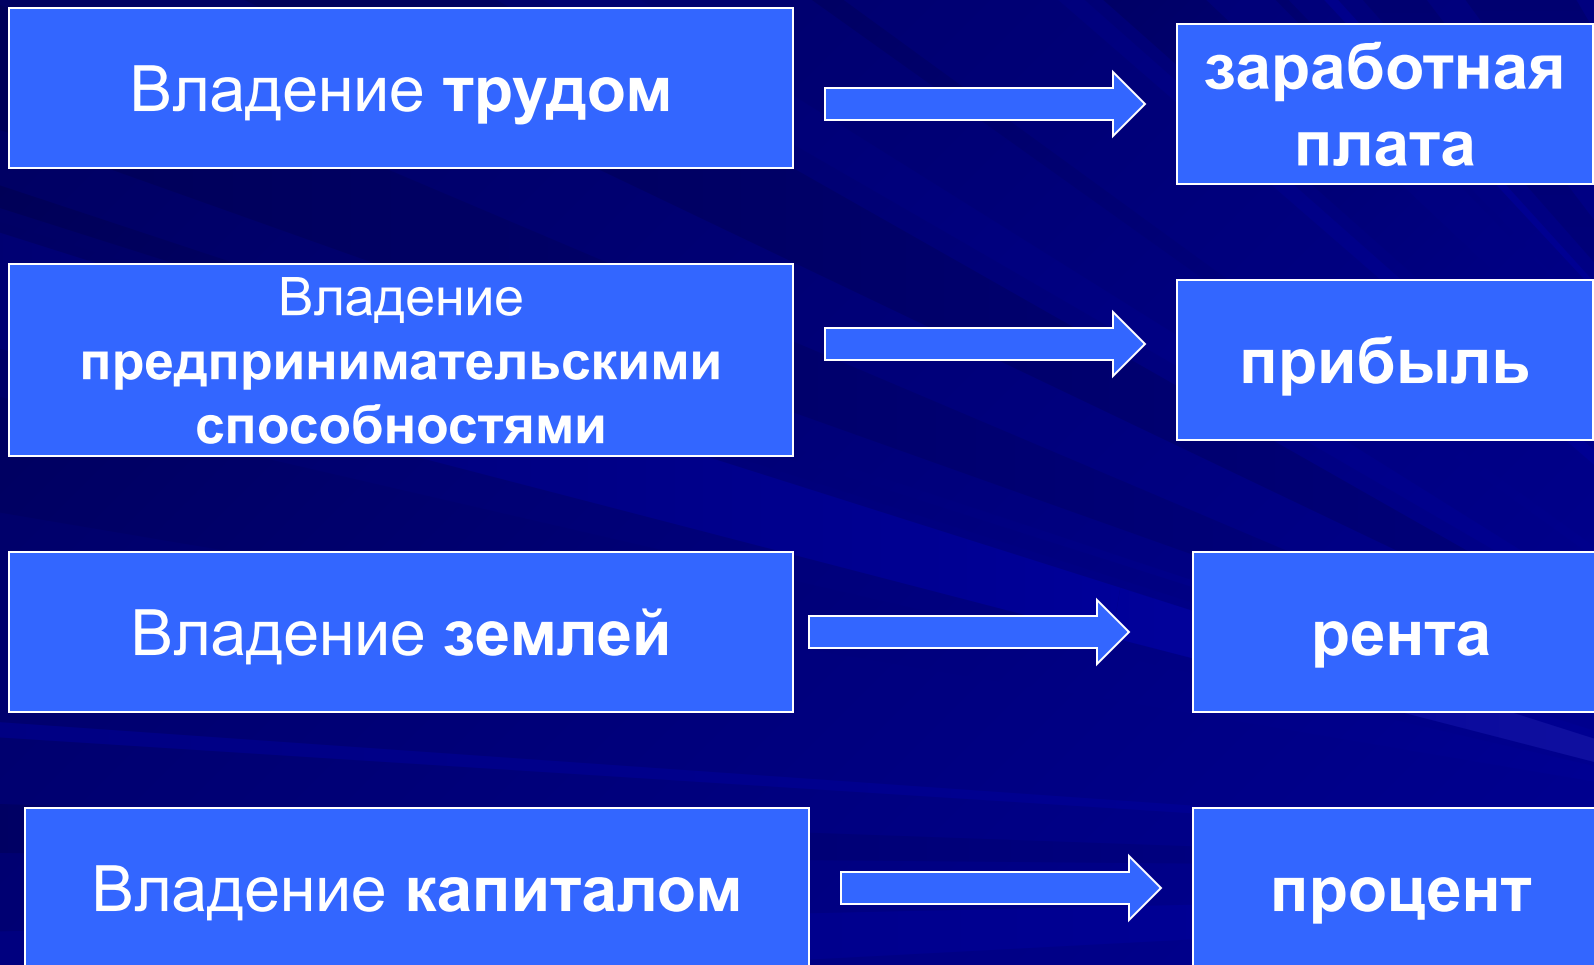 Владение трудом
заработная
плата
Владение
предпринимательскими
способностями
прибыль
Владение землей
рента
Владение капиталом
процент